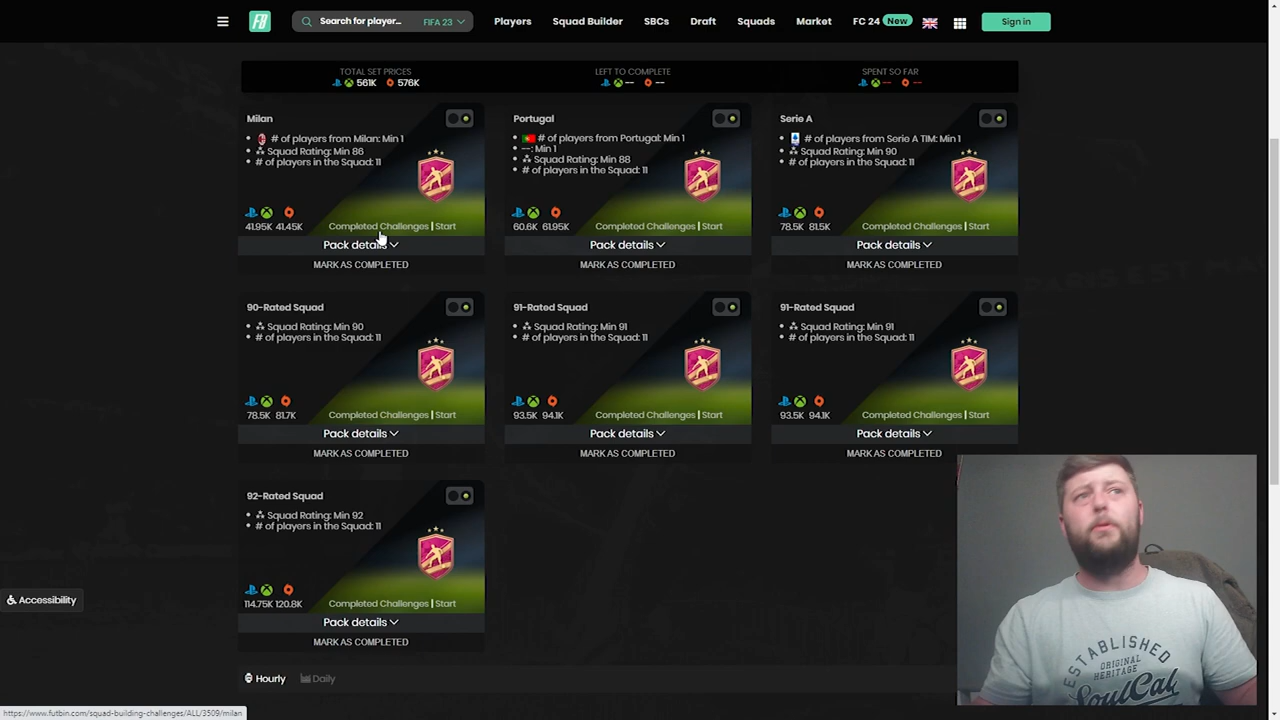 Search for player... FIFA 23
Players Squad Builder SBCs Draft Squads Market FC 24 New Sign in
TOTAL SET PRICES LEFT TO COMPLETE SPENT SO FAR
561K 576K -- -- -- --
Milan
# of players from Milan: Min 1
Squad Rating: Min 86
# of players in the Squad: 11
41.95K 41.45K
Completed Challenges | Start
Pack details
MARK AS COMPLETED
Portugal
# of players from Portugal: Min 1
--: Min 1
Squad Rating: Min 88
# of players in the Squad: 11
60.6K 61.95K
Completed Challenges | Start
Pack details
MARK AS COMPLETED
Serie A
# of players from Serie A TIM: Min 1
Squad Rating: Min 90
# of players in the Squad: 11
78.5K 81.5K
Completed Challenges | Start
Pack details
MARK AS COMPLETED
90-Rated Squad
Squad Rating: Min 90
# of players in the Squad: 11
78.5K 81.7K
Completed Challenges | Start
Pack details
MARK AS COMPLETED
91-Rated Squad
Squad Rating: Min 91
# of players in the Squad: 11
93.5K 94.1K
Completed Challenges | Start
Pack details
MARK AS COMPLETED
91-Rated Squad
Squad Rating: Min 91
# of players in the Squad: 11
93.5K 94.1K
Completed Challenges | Start
Pack details
MARK AS COMPLETED
92-Rated Squad
Squad Rating: Min 92
# of players in the Squad: 11
114.75K 120.8K
Completed Challenges | Start
Pack details
MARK AS COMPLETED
Accessibility
Hourly Daily
ESTABLISHED
ORIGINAL
HERITAGE
SoulCal
https://www.futbin.com/squad-building-challenges/ALL/3509/milan